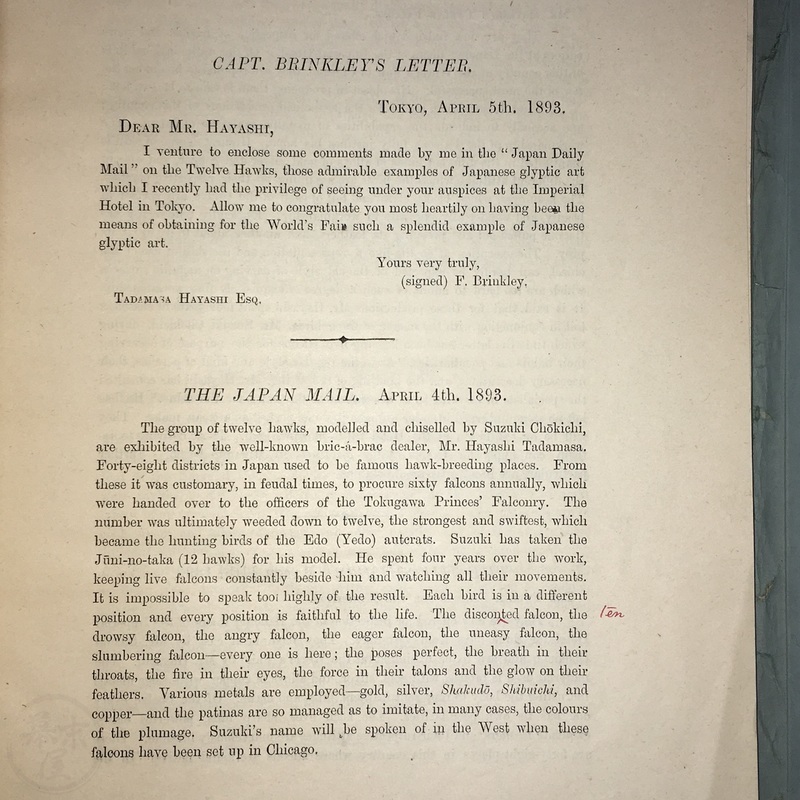 CAPT. BRINKLEY'S LETTER.
TOKYO, APRIL 5th. 1893.
DEAR MR. HAYASHI,
I venture to enclose some comments made by me in the "Japan Daily
Mail" on the Twelve Hawks, those admirable examples of Japanese glyptic art
which I recently had the privilege of seeing under your auspices at the Imperial
Hotel in Tokyo. Allow me to congratulate you most heartily on having been the
means of obtaining for the World's Fair such a splendid example of Japanese
glyptic art.
Yours very truly,
(signed) F. Brinkley.
TADAMASA HAYASHI ESQ.
THE JAPAN MAIL. APRIL 4th. 1893.
The group of twelve hawks, modelled and chiselled by Suzuki Chōkichi,
are exhibited by the well-known bric-à-brac dealer, Mr. Hayashi Tadamasa.
Forty-eight districts in Japan used to be famous hawk-breeding places. From
these it was customary, in feudal times, to procure sixty falcons annually, which
were handed over to the officers of the Tokugawa Princes' Falconry. The
number was ultimately weeded down to twelve, the strongest and swiftest, which
became the hunting birds of the Edo (Yedo) autcrats. Suzuki has taken the
Jūni-no-taka (12 hawks) for his model. He spent four years over the work,
keeping live falcons constantly beside him and watching all their movements.
It is impossible to speak too highly of the result. Each bird is in a different
position and every position is faithful to the life. The disconted falcon, the ten
drowsy falcon, the angry falcon, the eager falcon, the uneasy falcon, the
slumbering falcon—every one is here; the poses perfect, the breath in their
throats, the fire in their eyes, the force in their talons and the glow on their
feathers. Various metals are employed—gold, silver, Shakudō, Shibuichi, and
copper—and the patinas are so managed as to imitate, in many cases, the colours
of the plumage. Suzuki's name will be spoken of in the West when these
falcons have been set up in Chicago.